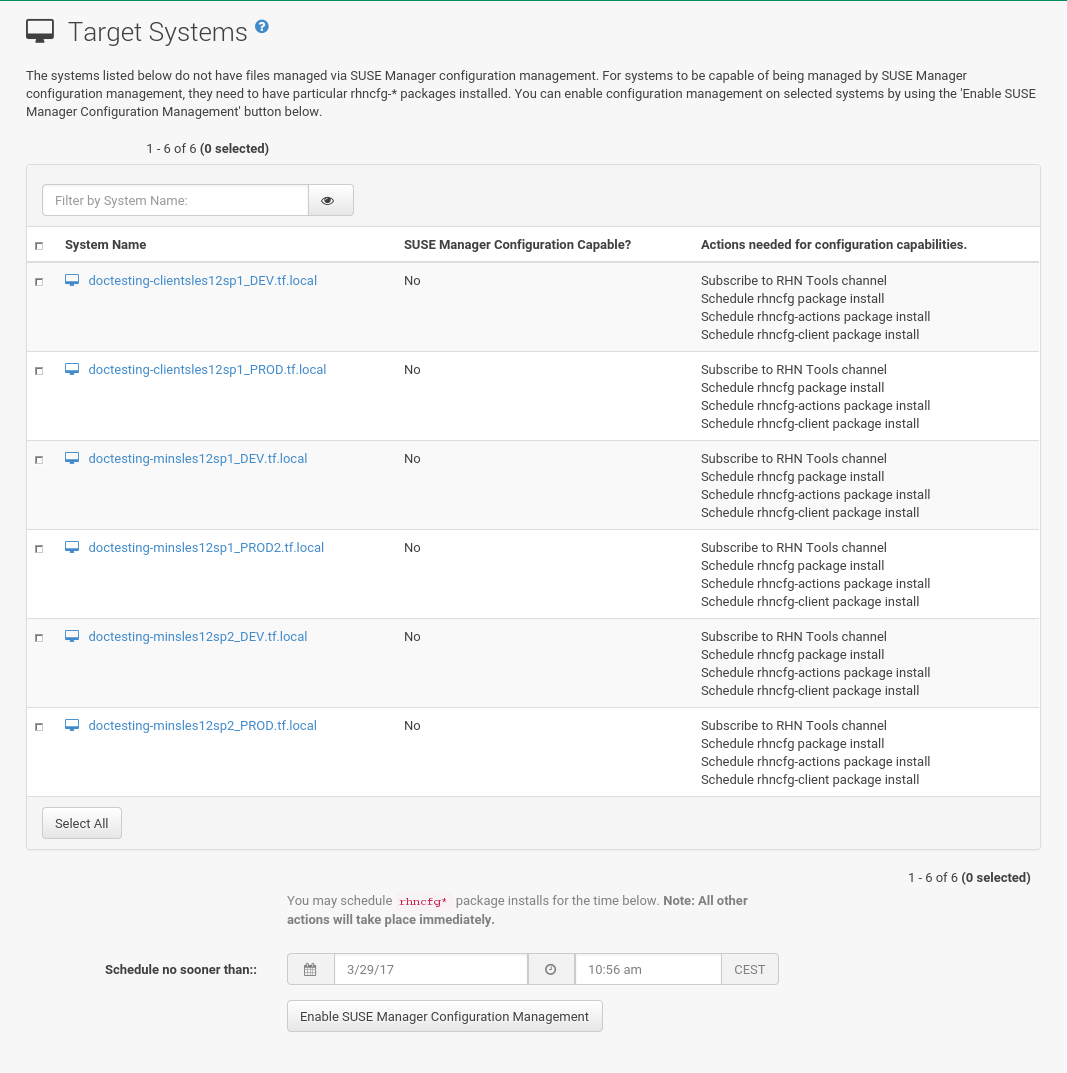 Target Systems ?
The systems listed below do not have files managed via SUSE Manager configuration management. For systems to be capable of being managed by SUSE Manager
configuration management, they need to have particular rhncfg-* packages installed. You can enable configuration management on selected systems by using the 'Enable SUSE
Manager Configuration Management' button below.
1 - 6 of 6 (0 selected)
Filter by System Name:
System Name SUSE Manager Configuration Capable? Actions needed for configuration capabilities.
doctesting-clientsles12sp1_DEV.tf.local No Subscribe to RHN Tools channel
Schedule rhncfg package install
Schedule rhncfg-actions package install
Schedule rhncfg-client package install
doctesting-clientsles12sp1_PROD.tf.local No Subscribe to RHN Tools channel
Schedule rhncfg package install
Schedule rhncfg-actions package install
Schedule rhncfg-client package install
doctesting-minsles12sp1_DEV.tf.local No Subscribe to RHN Tools channel
Schedule rhncfg package install
Schedule rhncfg-actions package install
Schedule rhncfg-client package install
doctesting-minsles12sp1_PROD2.tf.local No Subscribe to RHN Tools channel
Schedule rhncfg package install
Schedule rhncfg-actions package install
Schedule rhncfg-client package install
doctesting-minsles12sp2_DEV.tf.local No Subscribe to RHN Tools channel
Schedule rhncfg package install
Schedule rhncfg-actions package install
Schedule rhncfg-client package install
doctesting-minsles12sp2_PROD.tf.local No Subscribe to RHN Tools channel
Schedule rhncfg package install
Schedule rhncfg-actions package install
Schedule rhncfg-client package install
Select All
1 - 6 of 6 (0 selected)
You may schedule rhncfg* package installs for the time below. Note: All other
actions will take place immediately.
Schedule no sooner than:: 3/29/17 10:56 am CEST
Enable SUSE Manager Configuration Management